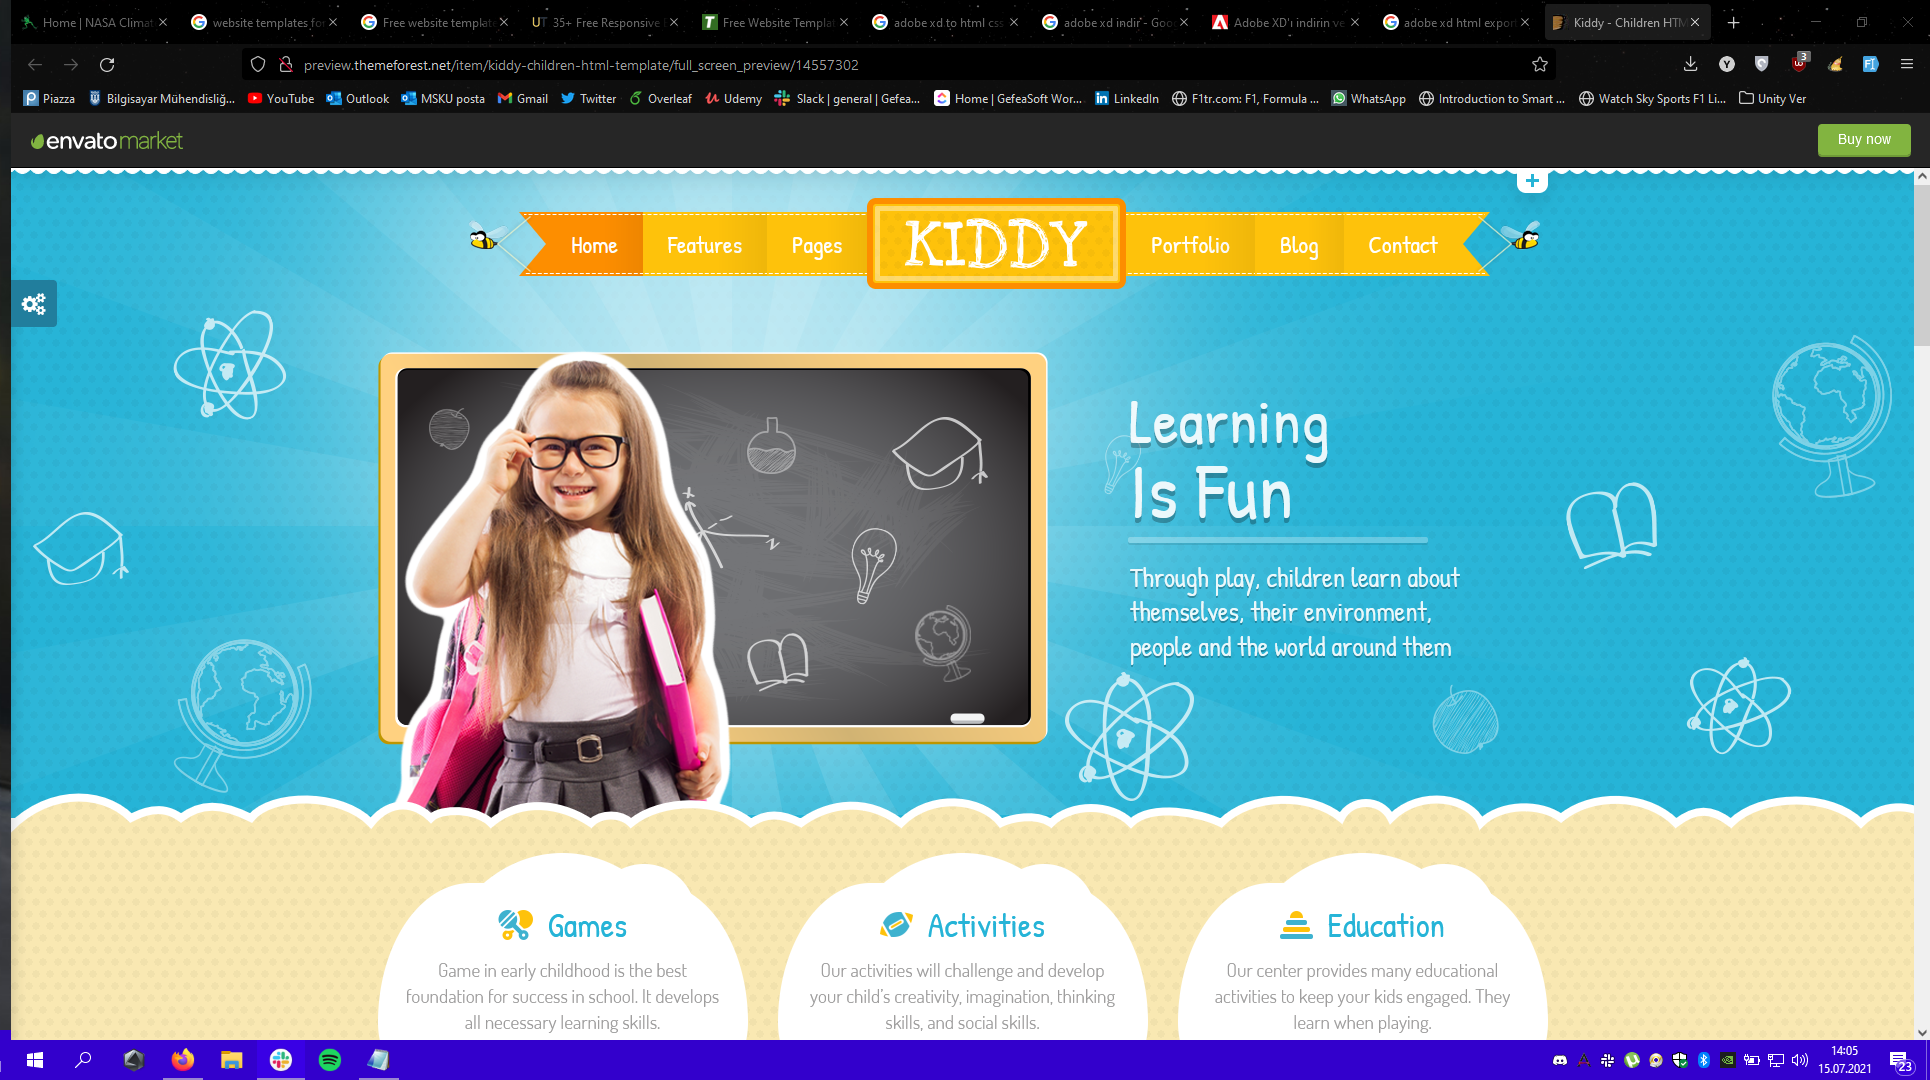 Home | NASA Climat
website templates fo
Free website templat
UT 35+ Free Responsive
Free Website Templat
adobe xd to html css
adobe xd indir - Goo
Adobe XD'i indirin ve
adobe xd html expor
Kiddy - Children HTM
preview.themeforest.net/item/kiddy-children-html-template/full_screen_preview/14557302
3
Piazza
Bilgisayar Mühendisliğ...
YouTube
Outlook
MSKU posta
Gmail
Twitter
Overleaf
Udemy
Slack | general | Gefea...
Home | GefeaSoft Wor...
LinkedIn
F1tr.com: F1, Formula ...
WhatsApp
Introduction to Smart ...
Watch Sky Sports F1 Li...
Unity Ver
envato market
Buy now
Home
Features
Pages
KIDDY
Portfolio
Blog
Contact
Learning
Is Fun
Through play, children learn about
themselves, their environment,
people and the world around them
Games
Game in early childhood is the best
foundation for success in school. It develops
all necessary learning skills.
Activities
Our activities will challenge and develop
your child's creativity, imagination, thinking
skills, and social skills.
Education
Our center provides many educational
activities to keep your kids engaged. They
learn when playing.
14:05
15.07.2021
23